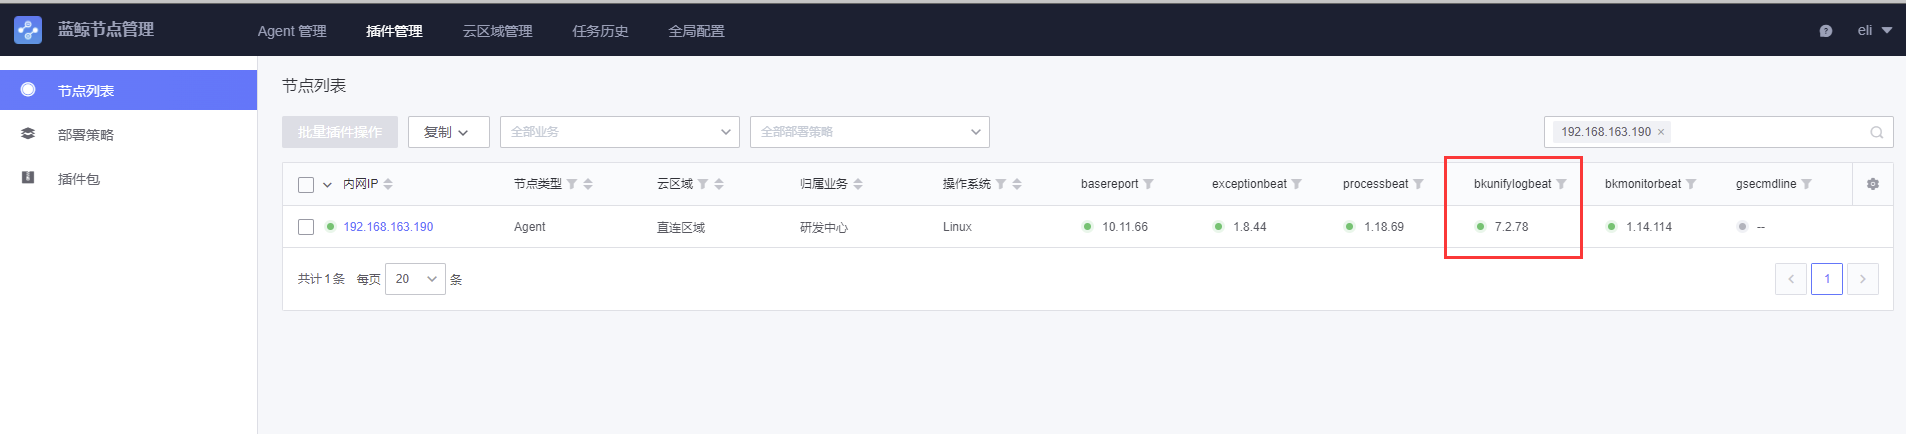 蓝鲸节点管理
Agent 管理
插件管理
云区域管理
任务历史
全局配置
eli
节点列表
部署策略
插件包
节点列表
批量插件操作
复制
全部业务
全部部署策略
192.168.163.190 ×
内网IP
节点类型
云区域
归属业务
操作系统
basereport
exceptionbeat
processbeat
bkunifylogbeat
bkmonitorbeat
gsecmdline
192.168.163.190
Agent
直连区域
研发中心
Linux
10.11.66
1.8.44
1.18.69
7.2.78
1.14.114
--
共计 1 条 每页 20 条
1